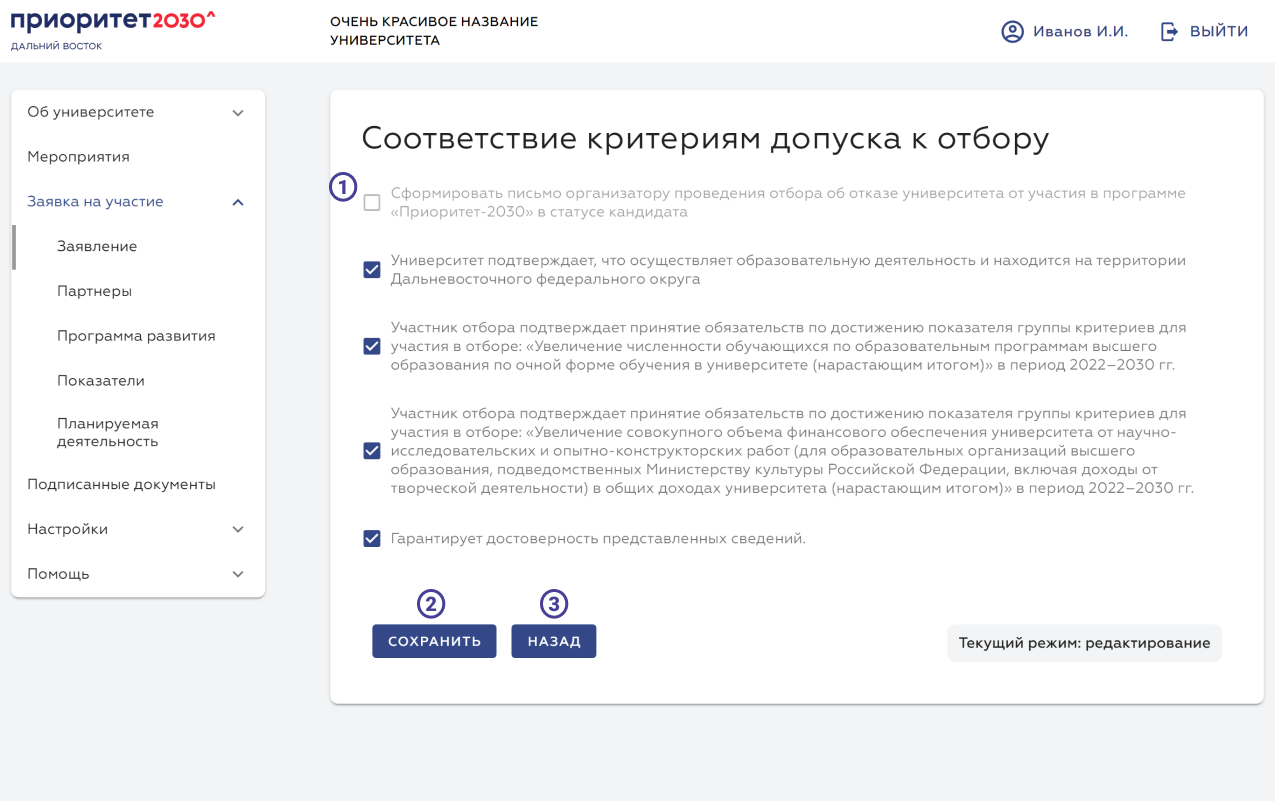 приоритет2030^
ДАЛЬНИЙ ВОСТОК
ОЧЕНЬ КРАСИВОЕ НАЗВАНИЕ
УНИВЕРСИТЕТА
Иванов И.И.
ВЫЙТИ
Об университете
Мероприятия
Заявка на участие
Заявление
Партнеры
Программа развития
Показатели
Планируемая
деятельность
Подписанные документы
Настройки
Помощь
Соответствие критериям допуска к отбору
1
Сформировать письмо организатору проведения отбора об отказе университета от участия в программе
«Приоритет-2030» в статусе кандидата
Университет подтверждает, что осуществляет образовательную деятельность и находится на территории
Дальневосточного федерального округа
Участник отбора подтверждает принятие обязательств по достижению показателя группы критериев для
участия в отборе: «Увеличение численности обучающихся по образовательным программам высшего
образования по очной форме обучения в университете (нарастающим итогом)» в период 2022–2030 гг.
Участник отбора подтверждает принятие обязательств по достижению показателя группы критериев для
участия в отборе: «Увеличение совокупного объема финансового обеспечения университета от научно-
исследовательских и опытно-конструкторских работ (для образовательных организаций высшего
образования, подведомственных Министерству культуры Российской Федерации, включая доходы от
творческой деятельности) в общих доходах университета (нарастающим итогом)» в период 2022–2030 гг.
Гарантирует достоверность представленных сведений.
2
3
СОХРАНИТЬ
НАЗАД
Текущий режим: редактирование